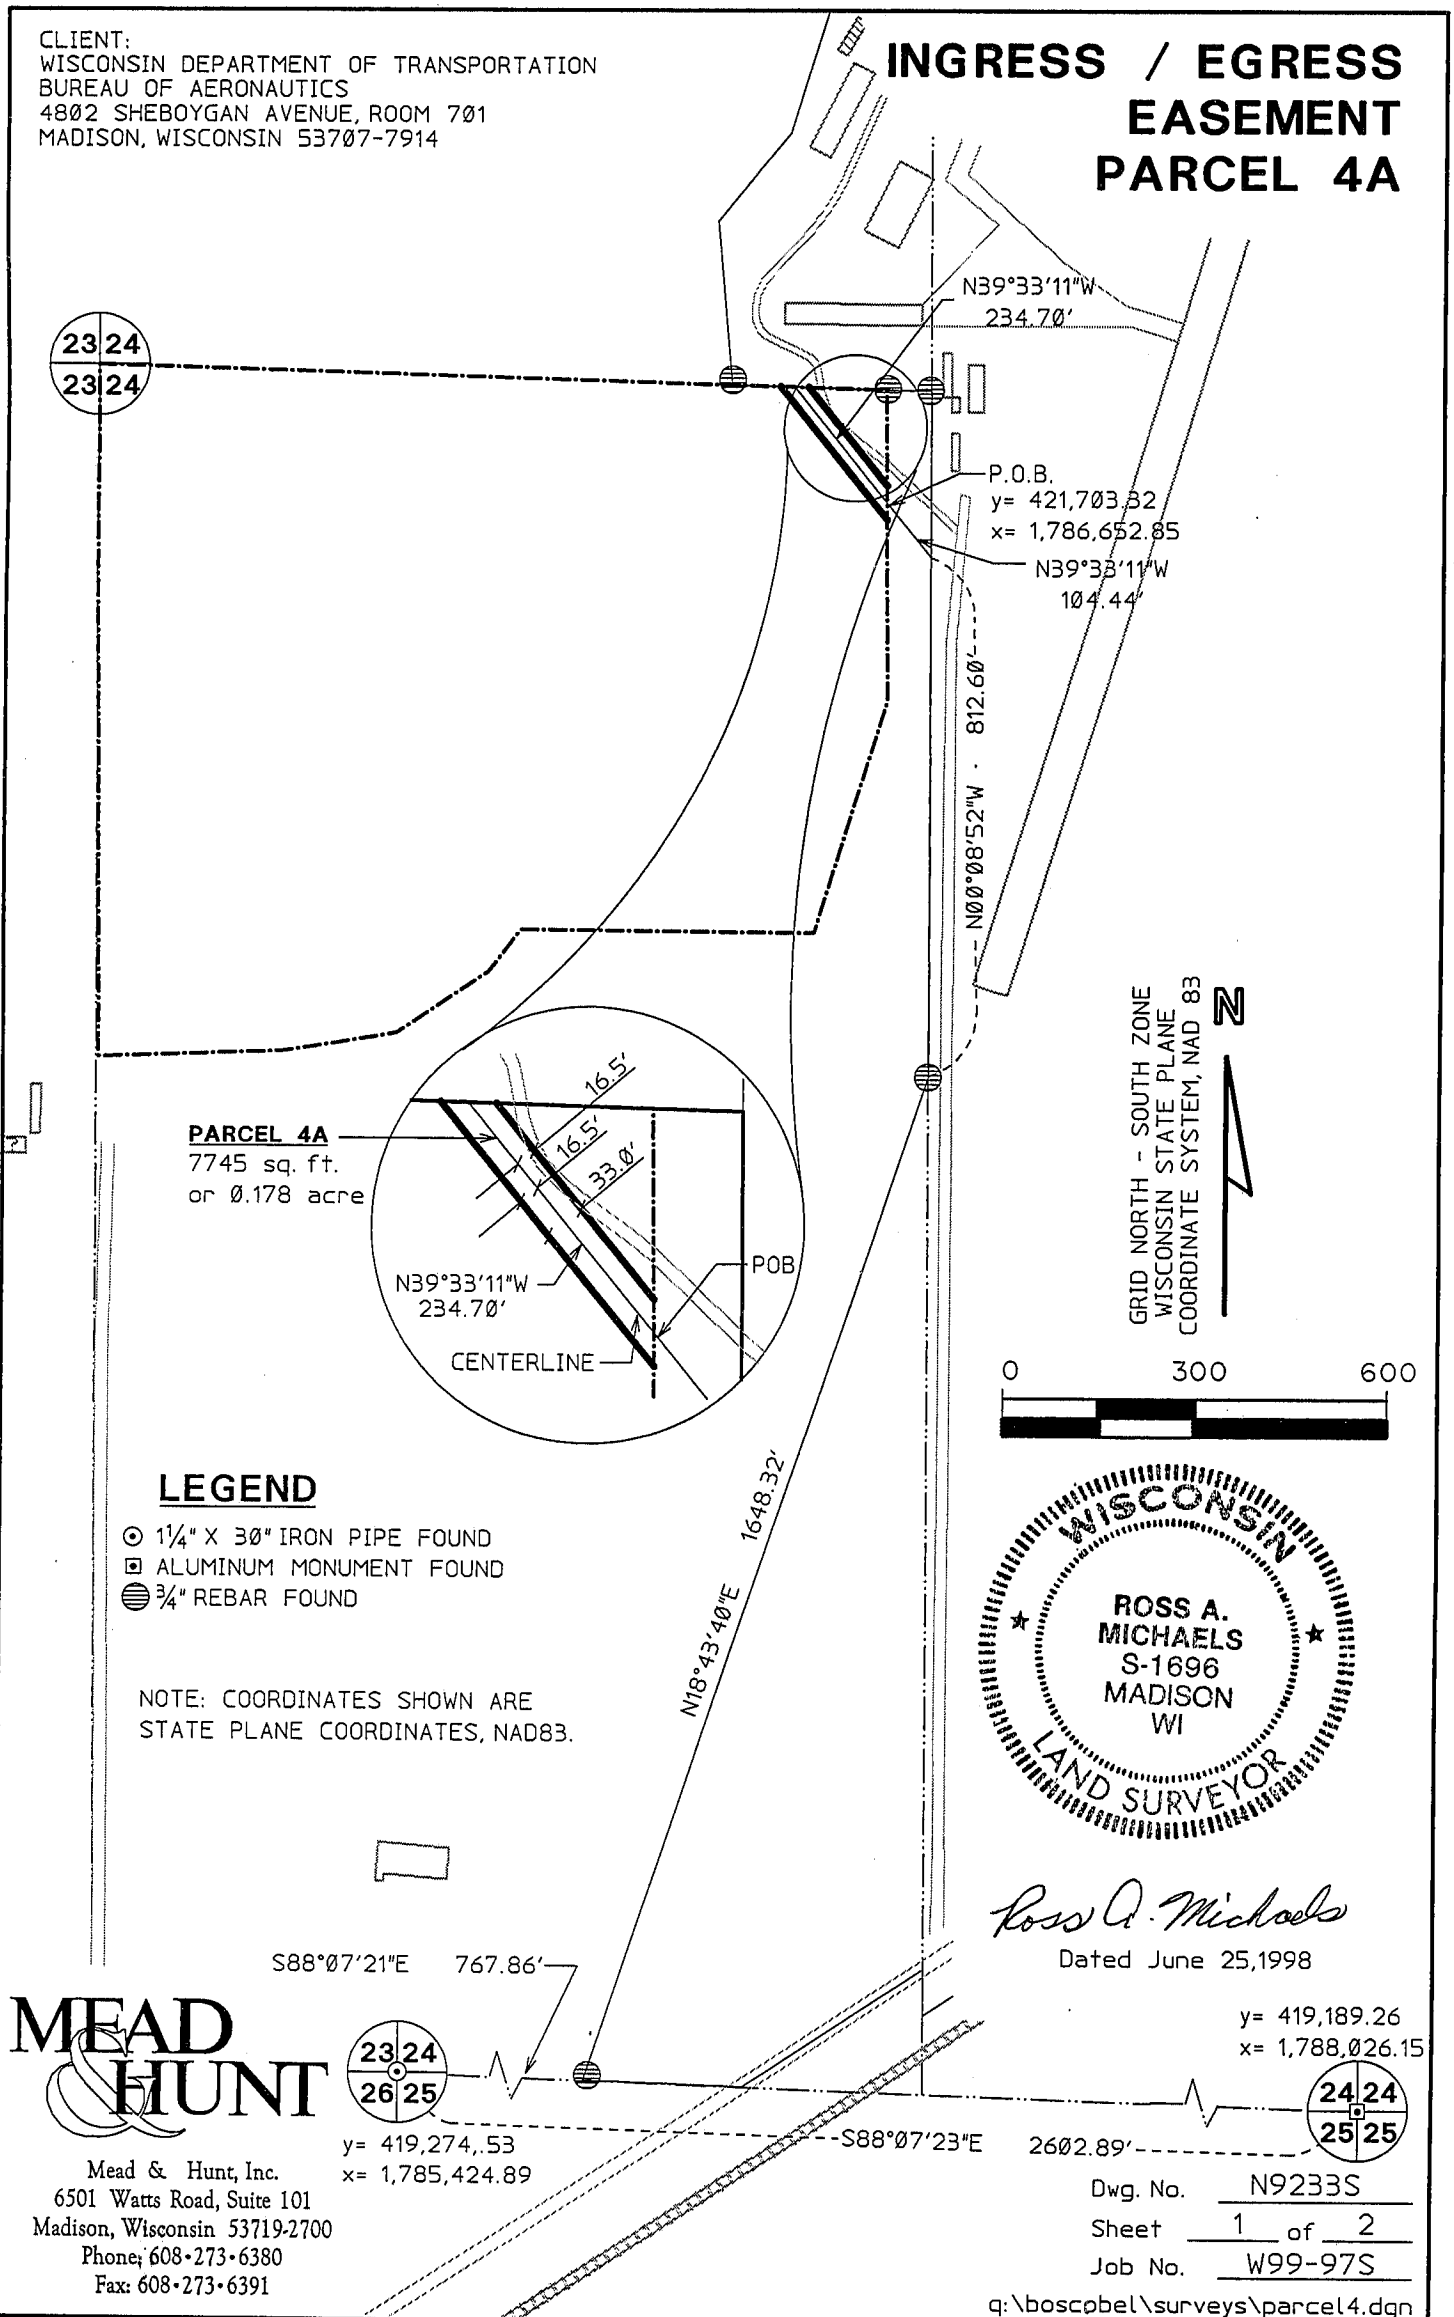 CLIENT:
WISCONSIN DEPARTMENT OF TRANSPORTATION
BUREAU OF AERONAUTICS
4802 SHEBOYGAN AVENUE, ROOM 701
MADISON, WISCONSIN 53707-7914
INGRESS / EGRESS
EASEMENT
PARCEL 4A
N39°33'11"W
234.70'
23 24
23 24
P.O.B.
y= 421,703.32
x= 1,786,652.85
N39°33'11"W
104.44'
N00°08'52"W · 812.60'
GRID NORTH - SOUTH ZONE
WISCONSIN STATE PLANE
COORDINATE SYSTEM, NAD 83
N
16.5'
16.5'
33.0'
PARCEL 4A
7745 sq. ft.
or 0.178 acre
N39°33'11"W
234.70'
POB
CENTERLINE
0 300 600
LEGEND
1¼" X 30" IRON PIPE FOUND
ALUMINUM MONUMENT FOUND
¾" REBAR FOUND
N18°43'40"E 1648.32'
NOTE: COORDINATES SHOWN ARE
STATE PLANE COORDINATES, NAD83.
WISCONSIN
ROSS A.
MICHAELS
S-1696
MADISON
WI
LAND SURVEYOR
Ross A. Michaels
Dated June 25,1998
S88°07'21"E 767.86'
MEAD
& HUNT
23 24
26 25
y= 419,274,.53
x= 1,785,424.89
S88°07'23"E 2602.89'
y= 419,189.26
x= 1,788,026.15
24 24
25 25
Mead & Hunt, Inc.
6501 Watts Road, Suite 101
Madison, Wisconsin 53719-2700
Phone: 608·273·6380
Fax: 608·273·6391
Dwg. No. N9233S
Sheet 1 of 2
Job No. W99-97S
q:\boscobel\surveys\parcel4.dgn